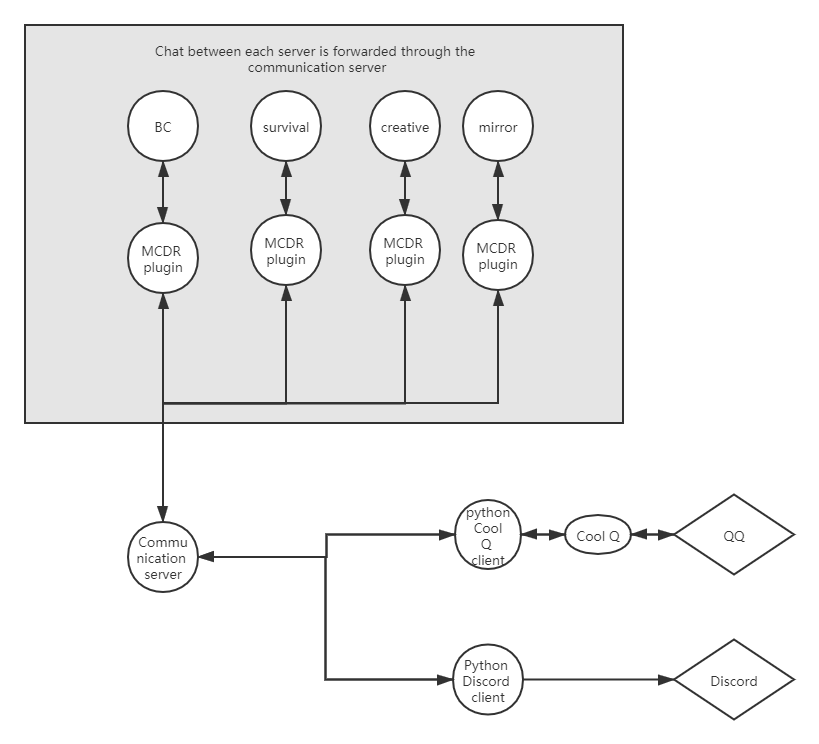 Chat between each server is forwarded through the
communication server
BC
survival
creative
mirror
MCDR
plugin
MCDR
plugin
MCDR
plugin
MCDR
plugin
Commu
nication
server
python
Cool
Q
client
Cool Q
QQ
Python
Discord
client
Discord